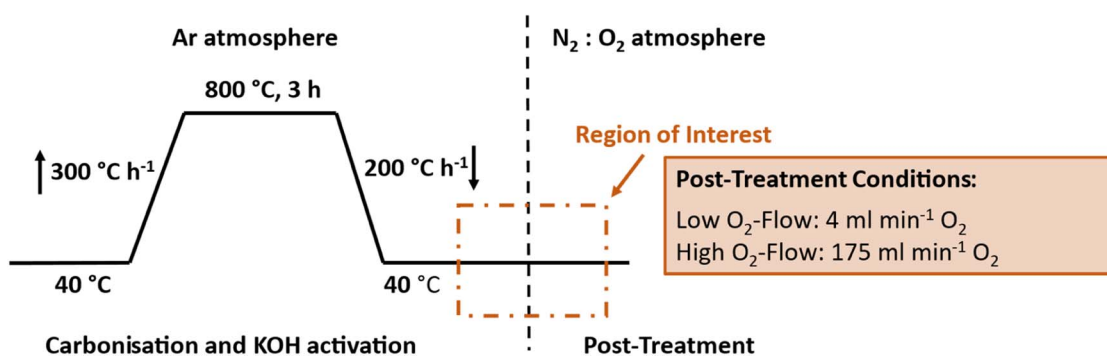 Ar atmosphere
N₂ : O₂ atmosphere
800 °C, 3 h
Region of Interest
300 °C h⁻¹
200 °C h⁻¹
Post-Treatment Conditions:
Low O₂-Flow: 4 ml min⁻¹ O₂
High O₂-Flow: 175 ml min⁻¹ O₂
40 °C
40 °C
Carbonisation and KOH activation
Post-Treatment